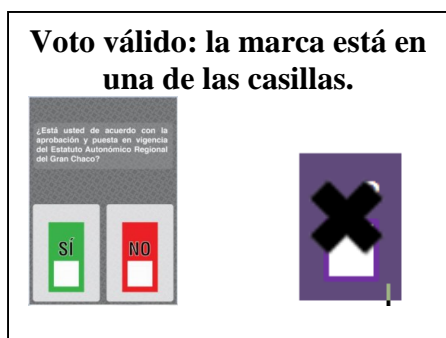 Voto válido: la marca está en
una de las casillas.
¿Está usted de acuerdo con la
aprobación y puesta en vigencia
del Estatuto Autonómico Regional
del Gran Chaco?
SÍ NO